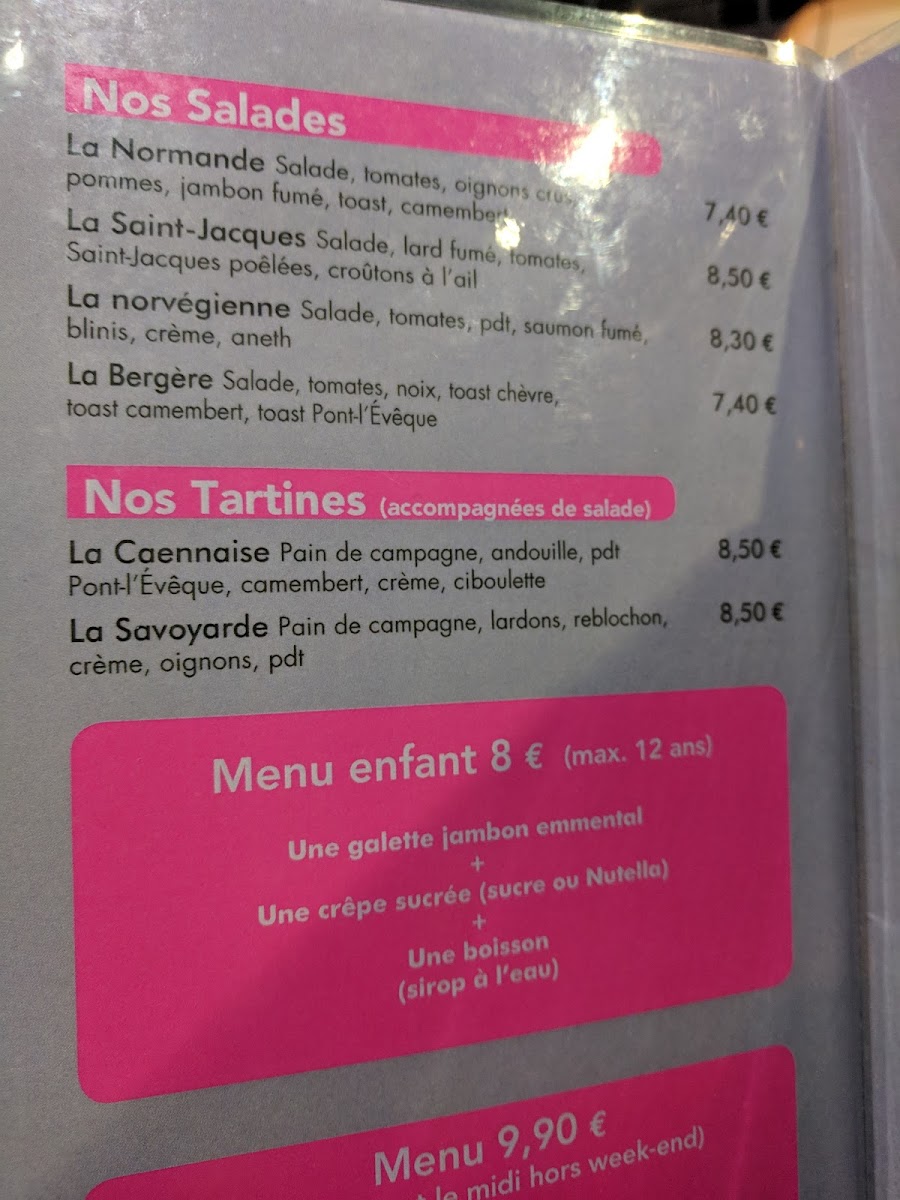 Nos Salades
La Normande Salade, tomates, oignons crus,
pommes, jambon fumé, toast, camembert
7,40 €
La Saint-Jacques Salade, lard fumé, tomates,
Saint-Jacques poêlées, croûtons à l'ail
8,50 €
La norvégienne Salade, tomates, pdt, saumon fumé,
blinis, crème, aneth
8,30 €
La Bergère Salade, tomates, noix, toast chèvre,
toast camembert, toast Pont-l'Évêque
7,40 €
Nos Tartines (accompagnées de salade)
La Caennaise Pain de campagne, andouille, pdt
Pont-l'Évêque, camembert, crème, ciboulette
8,50 €
La Savoyarde Pain de campagne, lardons, reblochon,
crème, oignons, pdt
8,50 €
Menu enfant 8 € (max. 12 ans)
Une galette jambon emmental
+
Une crêpe sucrée (sucre ou Nutella)
+
Une boisson
(sirop à l'eau)
Menu 9,90 €
le midi hors week-end)